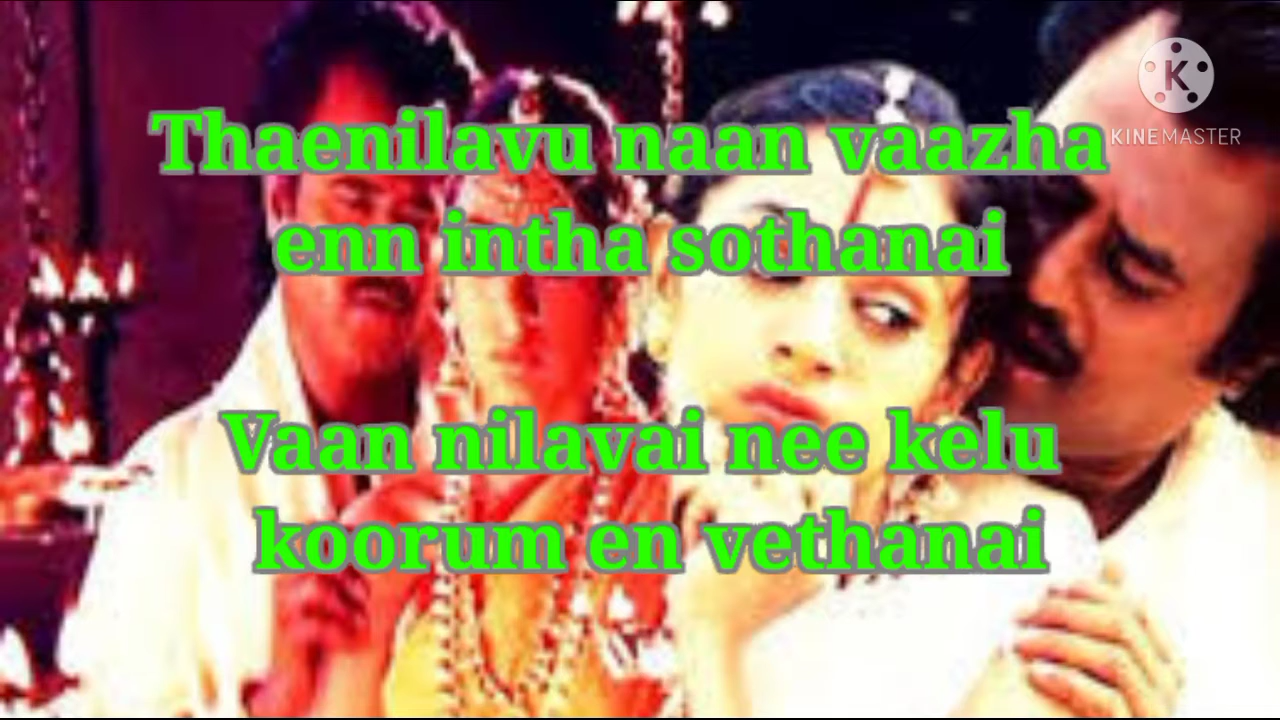 Thaenilavu naan vaazha
enn intha sothanai
Vaan nilavai nee kelu
koorum en vethanai
K
KINEMASTER